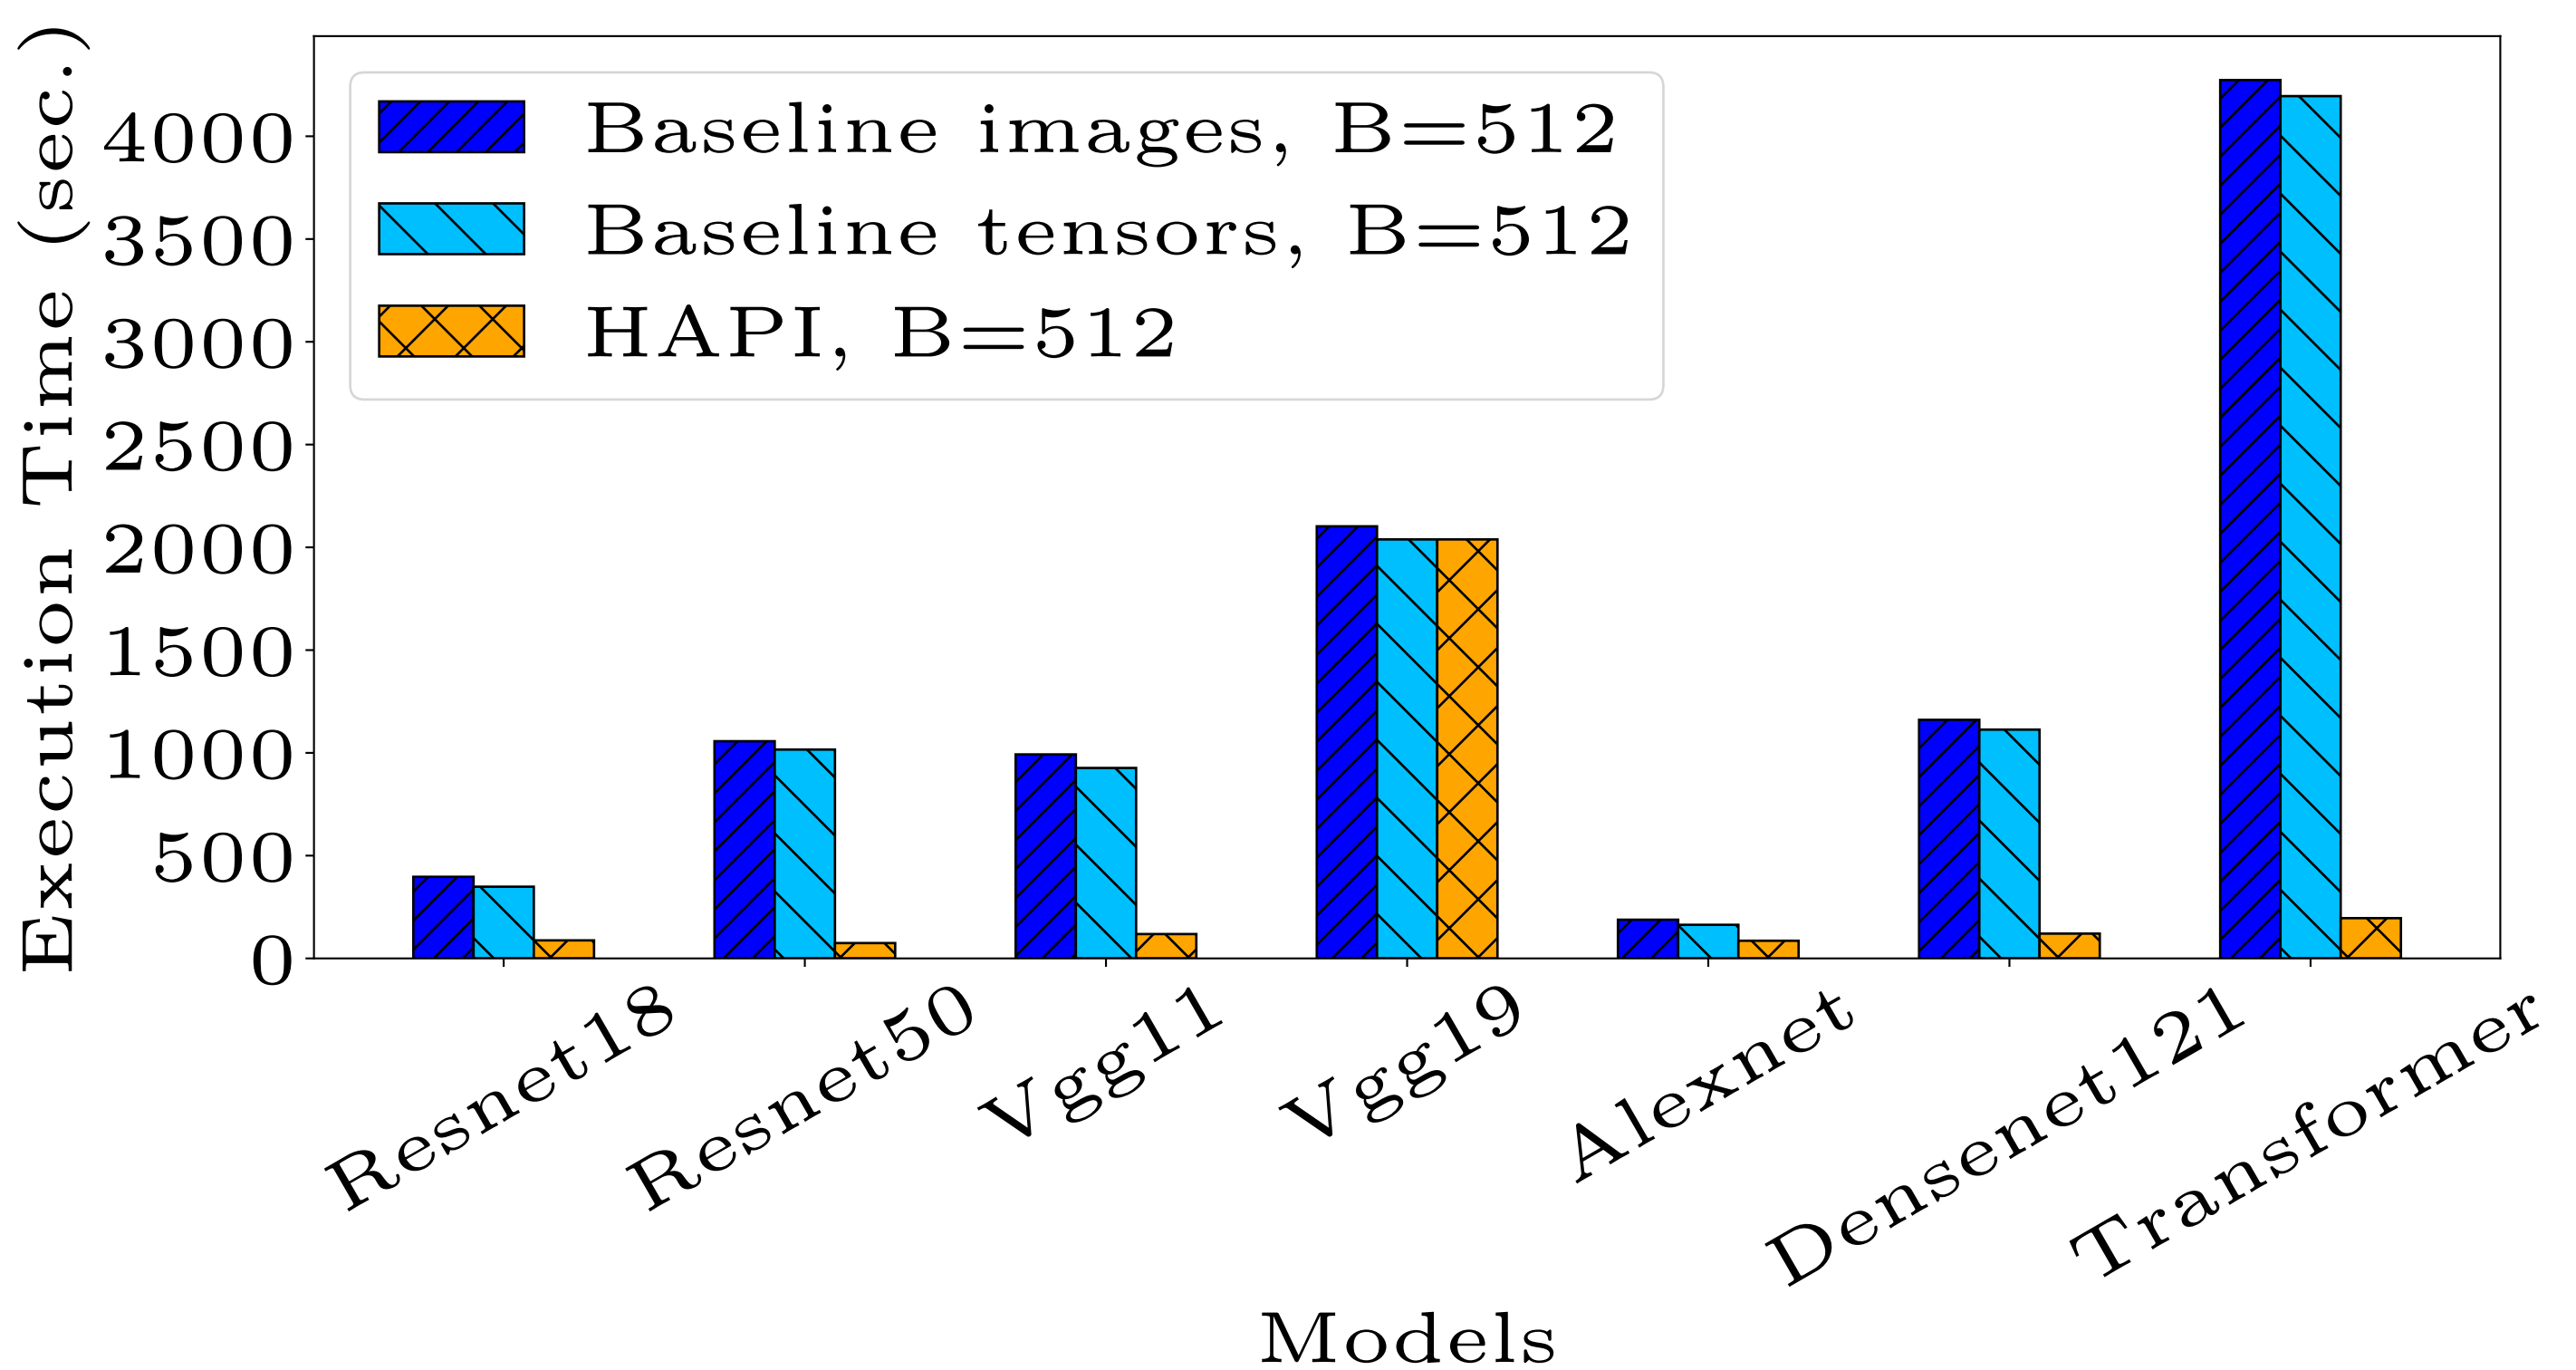 Execution Time (sec.)
4000
3500
3000
2500
2000
1500
1000
500
0
Baseline images, B=512
Baseline tensors, B=512
HAPI, B=512
Resnet18
Resnet50
Vgg11
Vgg19
Alexnet
Densenet121
Transformer
Models